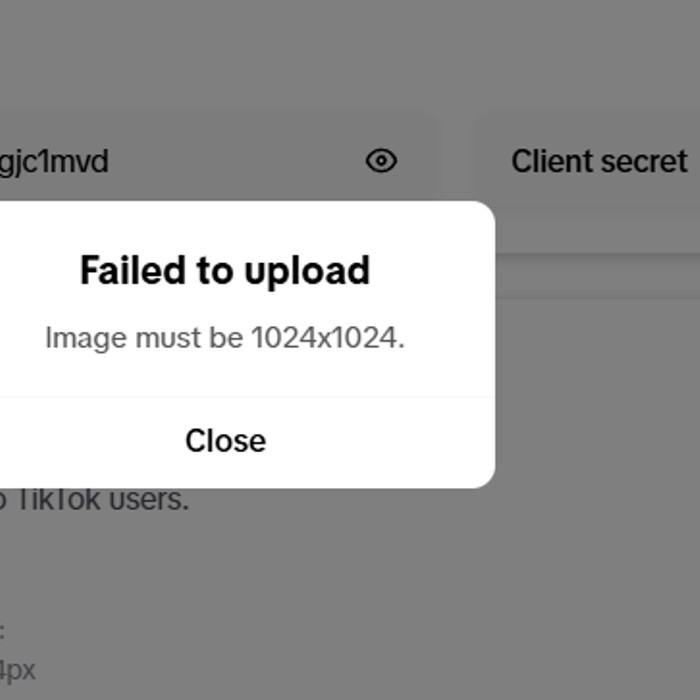 gjc1mvd
Client secret
Failed to upload
Image must be 1024x1024.
Close
TikTok users.
:
4px